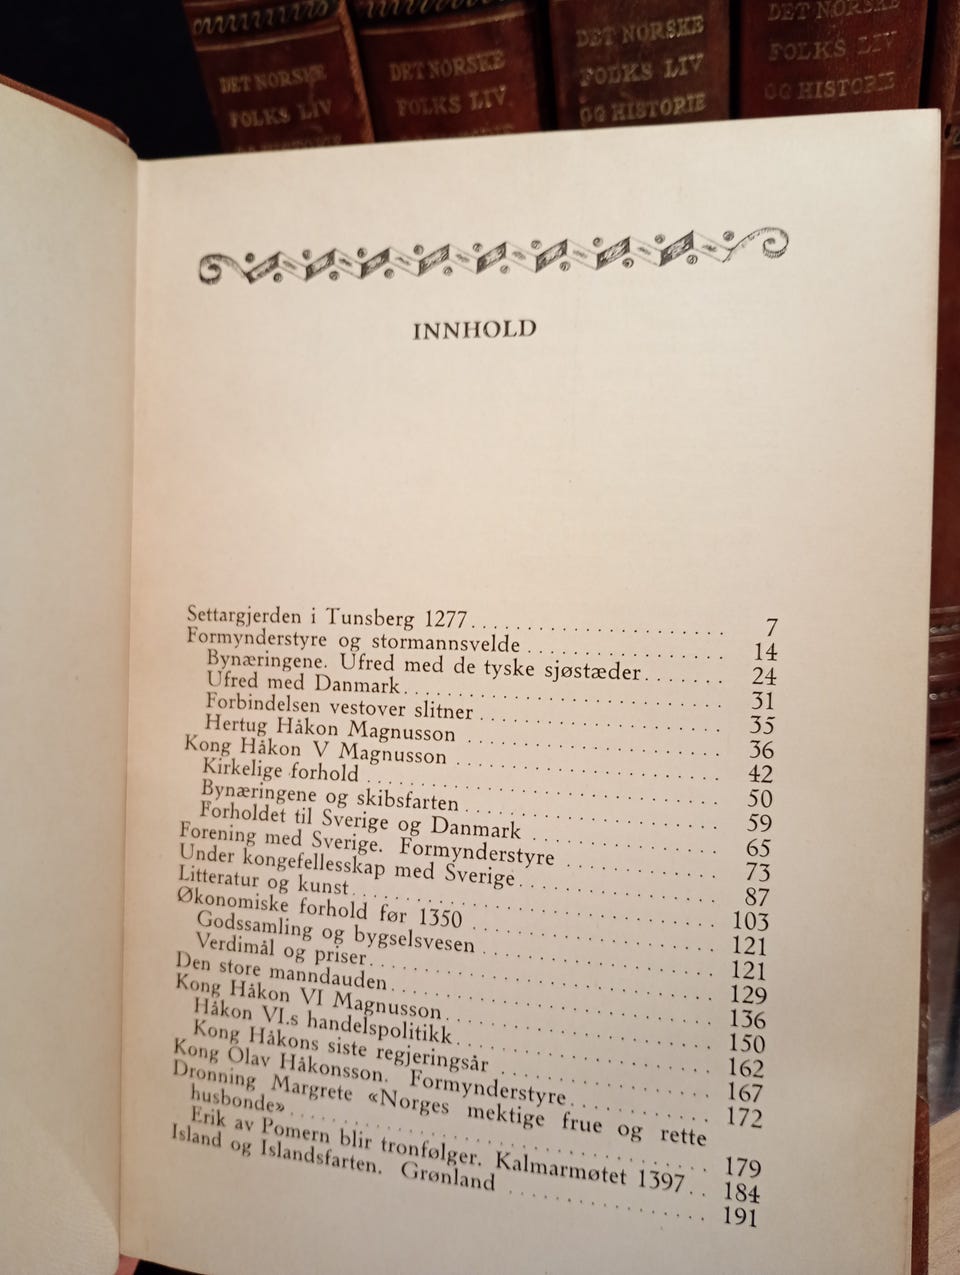 DET NORSKE
FOLKS LIV
DET NORSKE
FOLKS LIV
DET NORSKE
FOLKS LIV
OG HISTORIE
DET NORSKE
FOLKS LIV
OG HISTORIE
INNHOLD
Settargjerden i Tunsberg 1277 . . . . . . . . . . . . . . . . . . . . . . 7
Formynderstyre og stormannsvelde . . . . . . . . . . . . . . . . . 14
Bynæringene. Ufred med de tyske sjøstæder . . . . . . . 24
Ufred med Danmark . . . . . . . . . . . . . . . . . . . . . . . . . . . 31
Forbindelsen vestover slitner . . . . . . . . . . . . . . . . . . . . 35
Hertug Håkon Magnusson . . . . . . . . . . . . . . . . . . . . . . 36
Kong Håkon V Magnusson . . . . . . . . . . . . . . . . . . . . . . . 42
Kirkelige forhold . . . . . . . . . . . . . . . . . . . . . . . . . . . . . . 50
Bynæringene og skibsfarten . . . . . . . . . . . . . . . . . . . . . 59
Forholdet til Sverige og Danmark . . . . . . . . . . . . . . . . 65
Forening med Sverige. Formynderstyre . . . . . . . . . . . . . 73
Under kongefellesskap med Sverige . . . . . . . . . . . . . . . . . 87
Litteratur og kunst . . . . . . . . . . . . . . . . . . . . . . . . . . . . . . 103
Økonomiske forhold før 1350 . . . . . . . . . . . . . . . . . . . . . 121
Godssamling og bygselsvesen . . . . . . . . . . . . . . . . . . . . 121
Verdimål og priser . . . . . . . . . . . . . . . . . . . . . . . . . . . . . 129
Den store manndauden . . . . . . . . . . . . . . . . . . . . . . . . . . . 136
Kong Håkon VI Magnusson . . . . . . . . . . . . . . . . . . . . . . . 150
Håkon VI.s handelspolitikk . . . . . . . . . . . . . . . . . . . . . . 162
Kong Håkons siste regjeringsår . . . . . . . . . . . . . . . . . . 167
Kong Olav Håkonsson. Formynderstyre . . . . . . . . . . . . 172
Dronning Margrete «Norges mektige frue og rette
husbonde» . . . . . . . . . . . . . . . . . . . . . . . . . . . . . . . . . . . 179
Erik av Pomern blir tronfølger. Kalmarmøtet 1397 . . 184
Island og Islandsfarten. Grønland . . . . . . . . . . . . . . . . . . 191